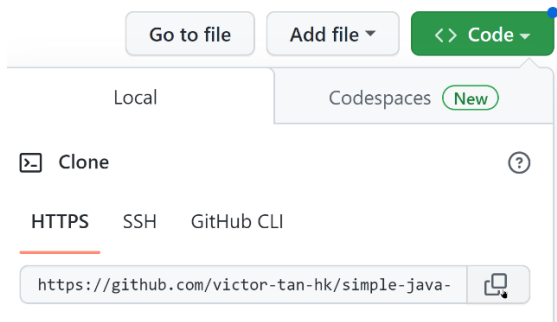 Go to file Add file <> Code
Local Codespaces New
Clone
HTTPS SSH GitHub CLI
https://github.com/victor-tan-hk/simple-java-